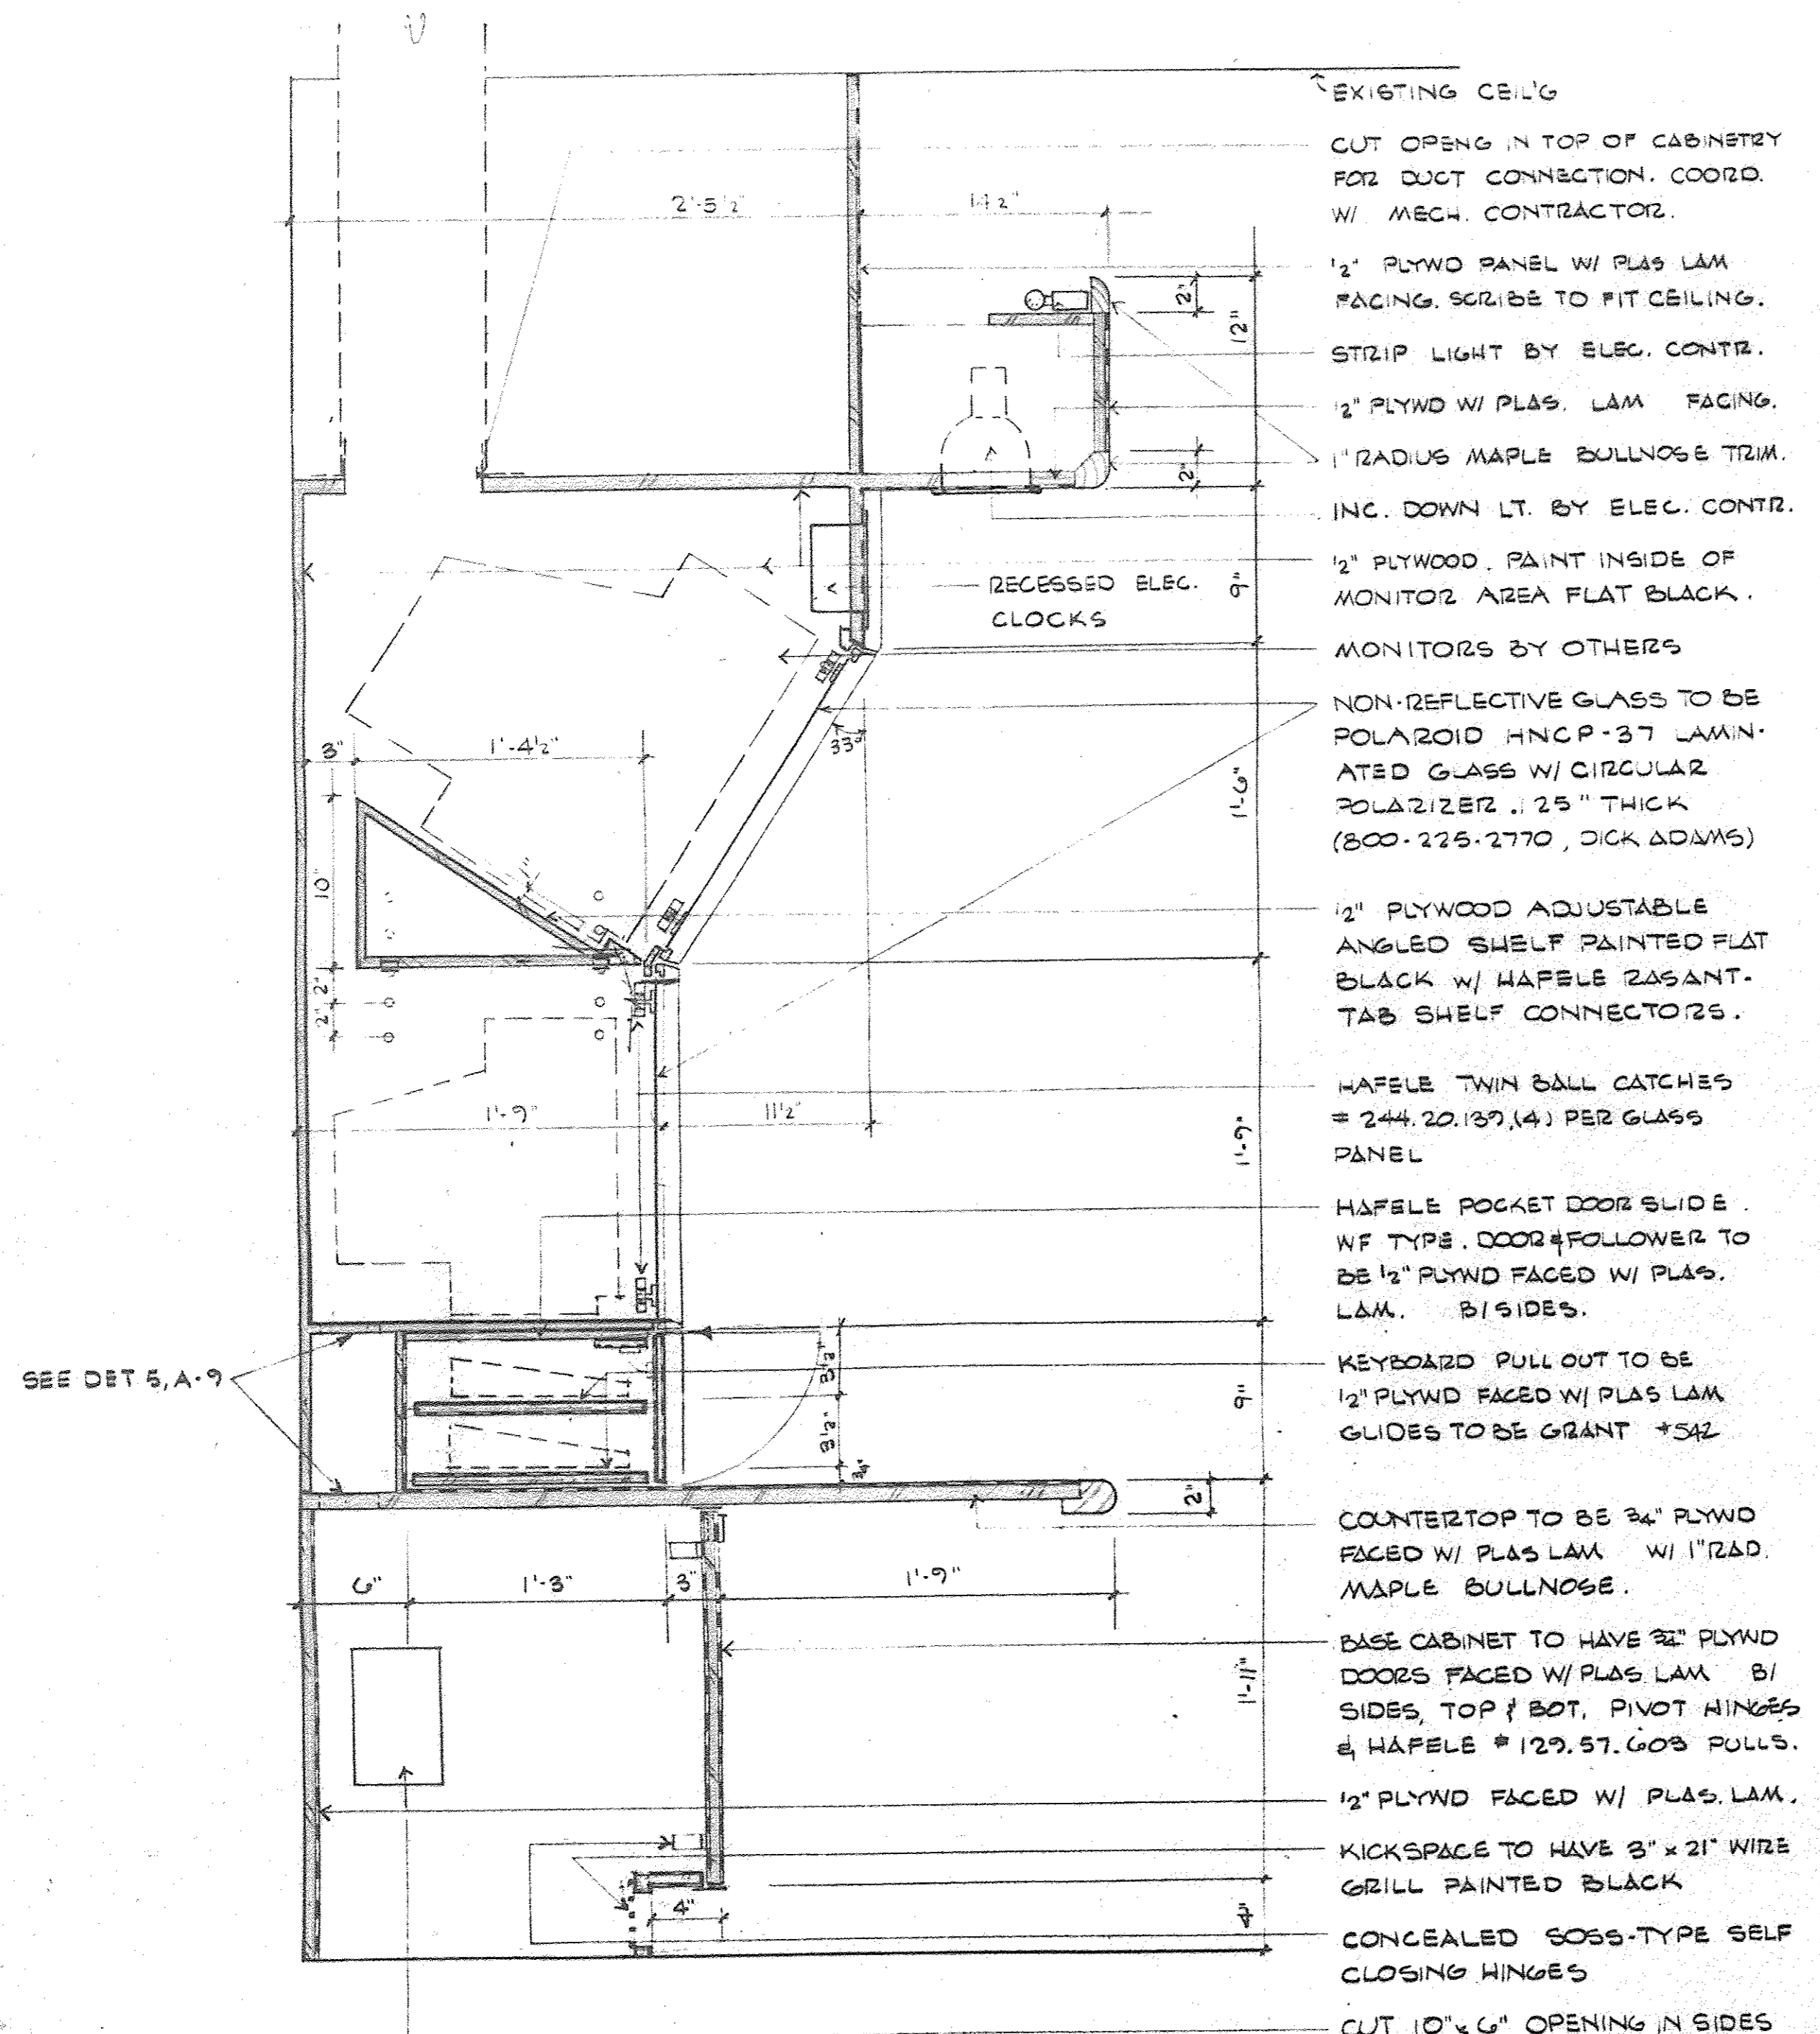 EXISTING CEIL'G
CUT OPENG IN TOP OF CABINETRY
FOR DUCT CONNECTION. COORD.
W/ MECH. CONTRACTOR.
1/2" PLYWD PANEL W/ PLAS LAM
FACING. SCRIBE TO FIT CEILING.
STRIP LIGHT BY ELEC. CONTR.
1/2" PLYWD W/ PLAS. LAM FACING.
1" RADIUS MAPLE BULLNOSE TRIM.
INC. DOWN LT. BY ELEC. CONTR.
1/2" PLYWOOD. PAINT INSIDE OF
MONITOR AREA FLAT BLACK.
MONITORS BY OTHERS
NON-REFLECTIVE GLASS TO BE
POLAROID HNCP-37 LAMIN-
ATED GLASS W/ CIRCULAR
POLARIZER .125" THICK
(800-225-2770, DICK ADAMS)
1/2" PLYWOOD ADJUSTABLE
ANGLED SHELF PAINTED FLAT
BLACK W/ HAFELE RASANT-
TAB SHELF CONNECTORS.
HAFELE TWIN BALL CATCHES
# 244.20.139,(4) PER GLASS
PANEL
HAFELE POCKET DOOR SLIDE.
WF TYPE. DOOR & FOLLOWER TO
BE 1/2" PLYWD FACED W/ PLAS.
LAM. B/SIDES.
KEYBOARD PULL OUT TO BE
1/2" PLYWD FACED W/ PLAS LAM
GLIDES TO BE GRANT #542
COUNTERTOP TO BE 3/4" PLYWD
FACED W/ PLAS LAM W/ 1" RAD.
MAPLE BULLNOSE.
BASE CABINET TO HAVE 3/4" PLYWD
DOORS FACED W/ PLAS LAM B/
SIDES, TOP & BOT, PIVOT HINGES
& HAFELE # 129.57.603 PULLS.
1/2" PLYWD FACED W/ PLAS. LAM.
KICKSPACE TO HAVE 3" x 21" WIRE
GRILL PAINTED BLACK
CONCEALED SOSS-TYPE SELF
CLOSING HINGES
CUT 10" x 6" OPENING IN SIDES
2'-5 1/2"
2"
12"
2"
RECESSED ELEC.
CLOCKS
9"
33°
3"
1'-4 1/2"
1'-6"
10"
2"
2"
1'-9"
11 1/2"
1'-9"
SEE DET 5, A-9
3 1/2"
3 1/2"
3/4"
9"
2"
6"
1'-3"
3"
1'-9"
1'-11"
4"
4"